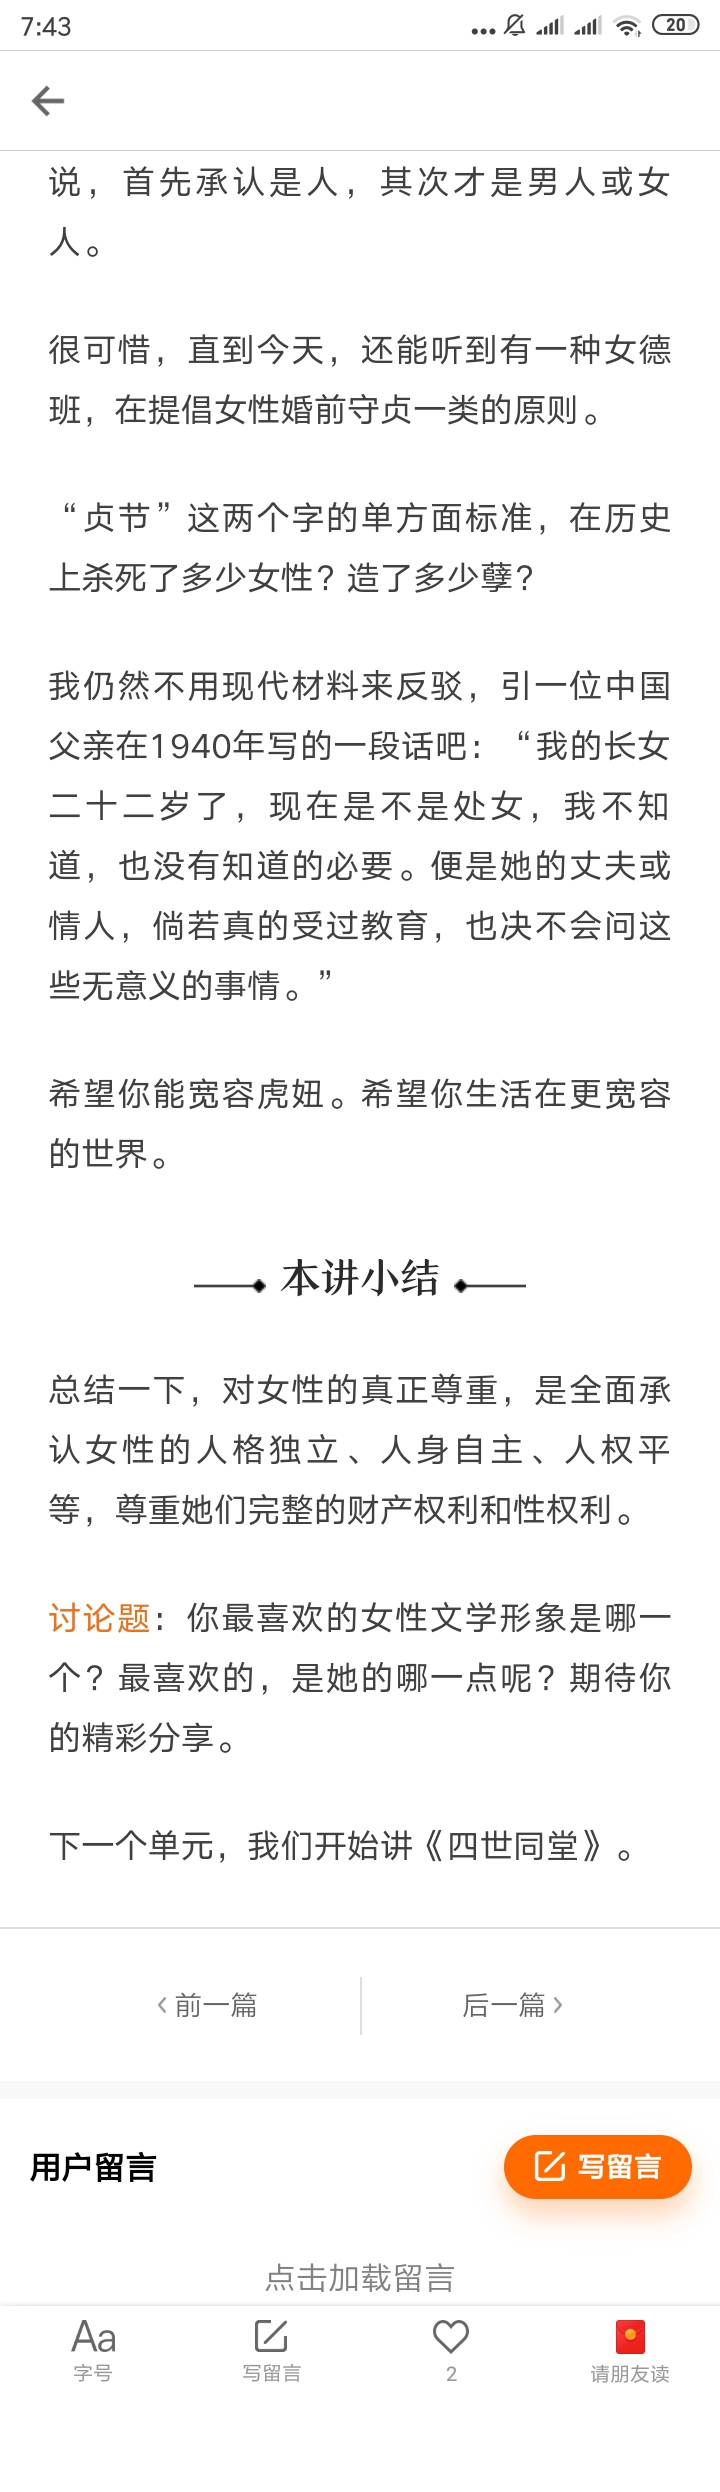 7:43
20
说，首先承认是人，其次才是男人或女
人。
很可惜，直到今天，还能听到有一种女德
班，在提倡女性婚前守贞一类的原则。
“贞节”这两个字的单方面标准，在历史
上杀死了多少女性？造了多少孽？
我仍然不用现代材料来反驳，引一位中国
父亲在1940年写的一段话吧：“我的长女
二十二岁了，现在是不是处女，我不知
道，也没有知道的必要。便是她的丈夫或
情人，倘若真的受过教育，也决不会问这
些无意义的事情。”
希望你能宽容虎妞。希望你生活在更宽容
的世界。
本讲小结
总结一下，对女性的真正尊重，是全面承
认女性的人格独立、人身自主、人权平
等，尊重她们完整的财产权利和性权利。
讨论题：你最喜欢的女性文学形象是哪一
个？最喜欢的，是她的哪一点呢？期待你
的精彩分享。
下一个单元，我们开始讲《四世同堂》。
前一篇
后一篇
用户留言
写留言
点击加载留言
Aa
字号
写留言
2
请朋友读